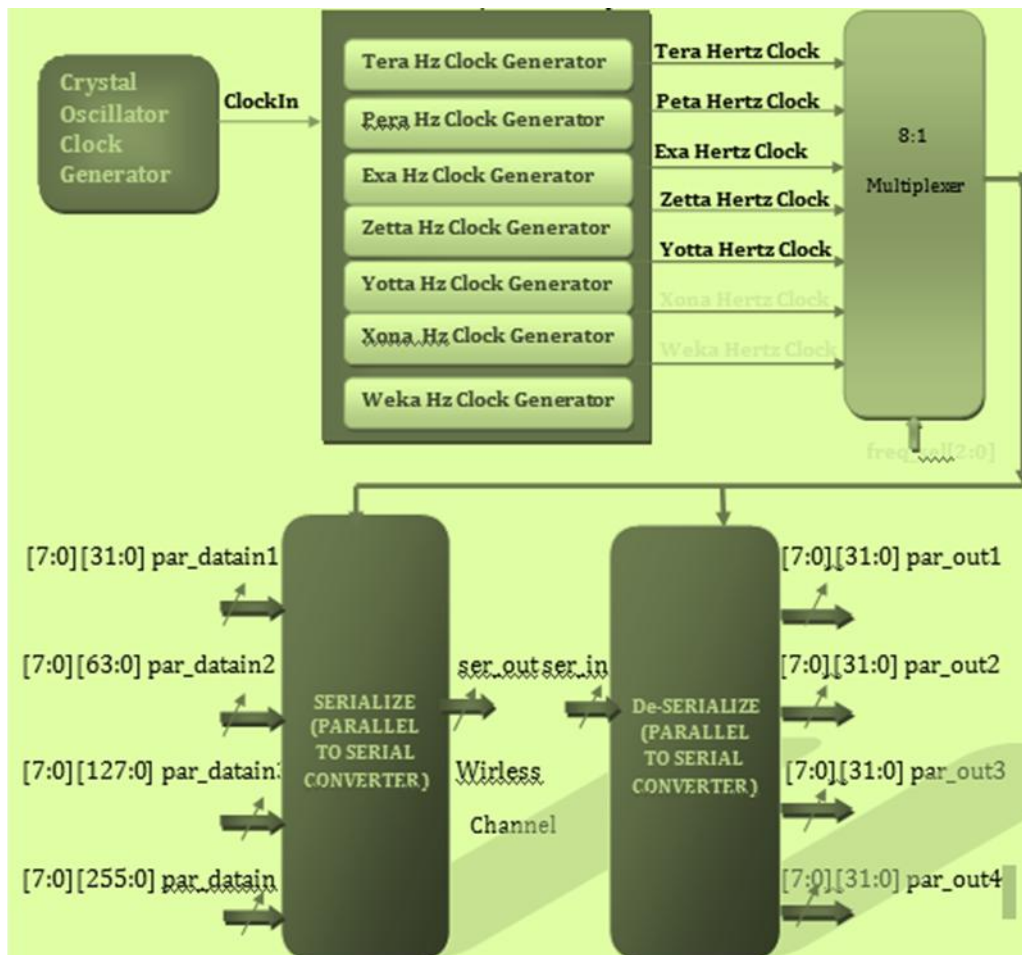 Crystal
Oscillator
Clock
Generator
ClockIn
Tera Hz Clock Generator
Pera Hz Clock Generator
Exa Hz Clock Generator
Zetta Hz Clock Generator
Yotta Hz Clock Generator
Xona Hz Clock Generator
Weka Hz Clock Generator
Tera Hertz Clock
Peta Hertz Clock
Exa Hertz Clock
Zetta Hertz Clock
Yotta Hertz Clock
Xona Hertz Clock
Weka Hertz Clock
8:1
Multiplexer
freq_sel[2:0]
[7:0][31:0] par_datain1
[7:0][63:0] par_datain2
[7:0][127:0] par_datain3
[7:0][255:0] par_datain
SERIALIZE
(PARALLEL
TO SERIAL
CONVERTER)
ser_out ser_in
Wirless
Channel
De-SERIALIZE
(PARALLEL
TO SERIAL
CONVERTER)
[7:0],[31:0] par_out1
[7:0],[31:0] par_out2
[7:0],[31:0] par_out3
[7:0],[31:0] par_out4